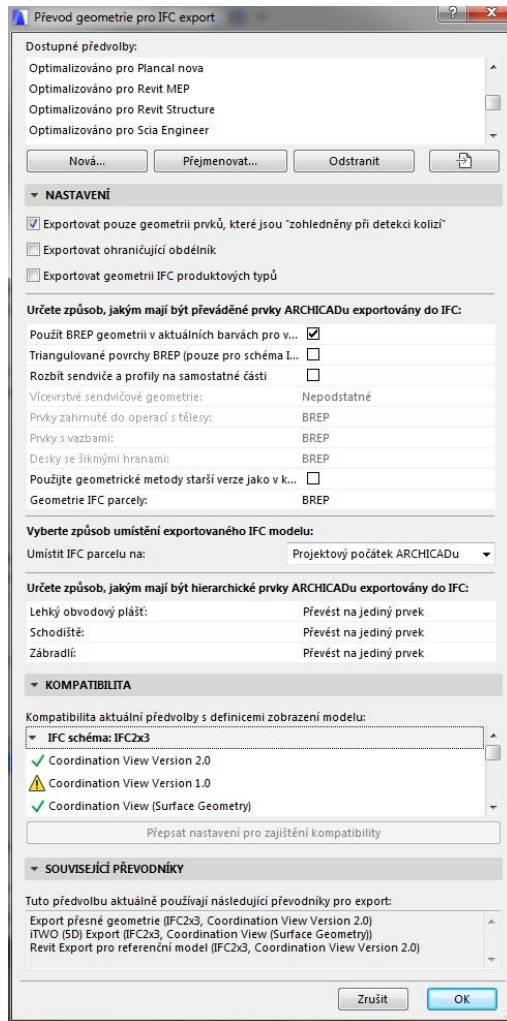 Převod geometrie pro IFC export
Dostupné předvolby:
Optimalizováno pro Plancal nova
Optimalizováno pro Revit MEP
Optimalizováno pro Revit Structure
Optimalizováno pro Scia Engineer
Nová...
Přejmenovat...
Odstranit
NASTAVENÍ
Exportovat pouze geometrii prvků, které jsou "zohledněny při detekci kolizí"
Exportovat ohraničující obdélník
Exportovat geometrii IFC produktových typů
Určete způsob, jakým mají být převáděné prvky ARCHICADu exportovány do IFC:
Použít BREP geometrii v aktuálních barvách pro v...
Triangulované povrchy BREP (pouze pro schéma I...
Rozbít sendviče a profily na samostatné části
Vícevrstvé sendvičové geometrie: Nepodstatné
Prvky zahrnuté do operací s tělesy: BREP
Prvky s vazbami: BREP
Desky se šikmými hranami: BREP
Použijte geometrické metody starší verze jako v k...
Geometrie IFC parcely: BREP
Vyberte způsob umístění exportovaného IFC modelu:
Umístit IFC parcelu na: Projektový počátek ARCHICADu
Určete způsob, jakým mají být hierarchické prvky ARCHICADu exportovány do IFC:
Lehký obvodový plášť: Převést na jediný prvek
Schodiště: Převést na jediný prvek
Zábradlí: Převést na jediný prvek
KOMPATIBILITA
Kompatibilita aktuální předvolby s definicemi zobrazení modelu:
IFC schéma: IFC2x3
Coordination View Version 2.0
Coordination View Version 1.0
Coordination View (Surface Geometry)
Přepsat nastavení pro zajištění kompatibility
SOUVISEJÍCÍ PŘEVODNÍKY
Tuto předvolbu aktuálně používají následující převodníky pro export:
Export přesné geometrie (IFC2x3, Coordination View Version 2.0)
iTWO (5D) Export (IFC2x3, Coordination View (Surface Geometry))
Revit Export pro referenční model (IFC2x3, Coordination View Version 2.0)
Zrušit
OK